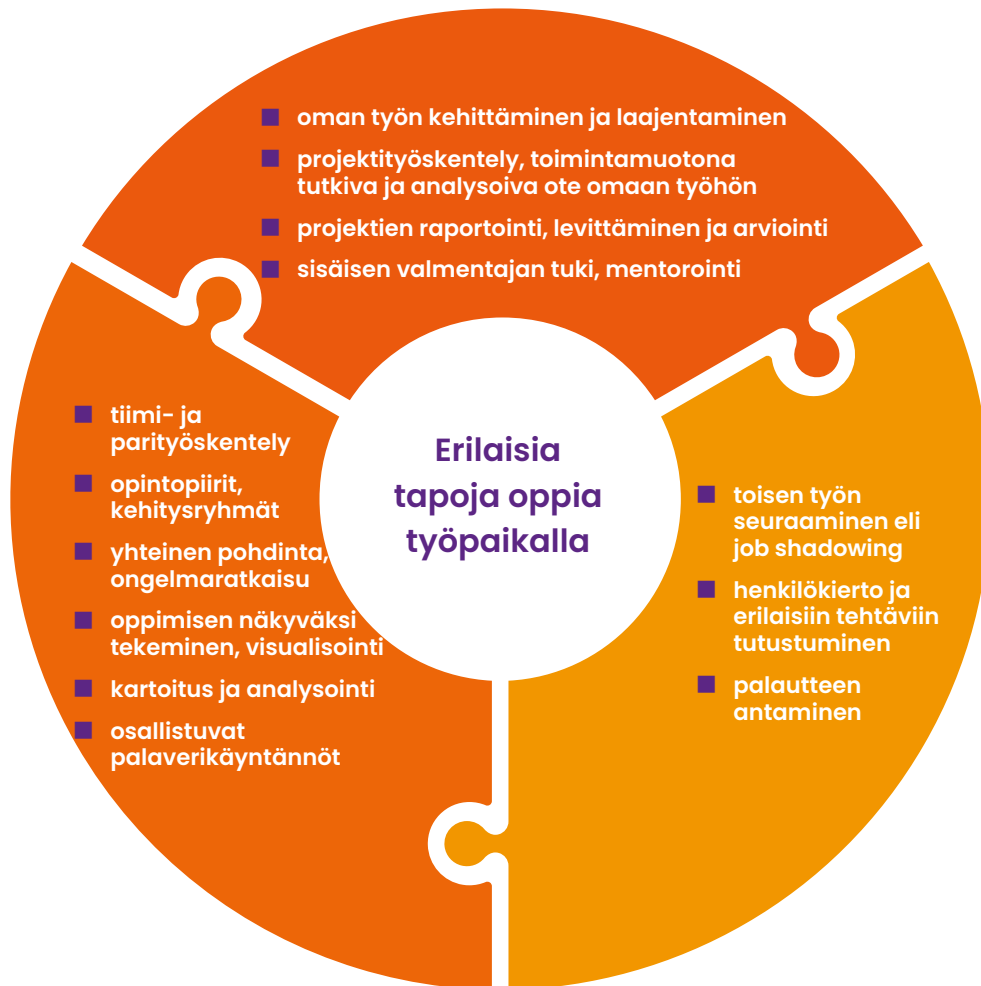 oman työn kehittäminen ja laajentaminen
projektityöskentely, toimintamuotona
tutkiva ja analysoiva ote omaan työhön
projektien raportointi, levittäminen ja arviointi
sisäisen valmentajan tuki, mentorointi
tiimi- ja
parityöskentely
opintopiirit,
kehitysryhmät
yhteinen pohdinta,
ongelmaratkaisu
oppimisen näkyväksi
tekeminen, visualisointi
kartoitus ja analysointi
osallistuvat
palaverikäytännöt
Erilaisia
tapoja oppia
työpaikalla
toisen työn
seuraaminen eli
job shadowing
henkilökierto ja
erilaisiin tehtäviin
tutustuminen
palautteen
antaminen